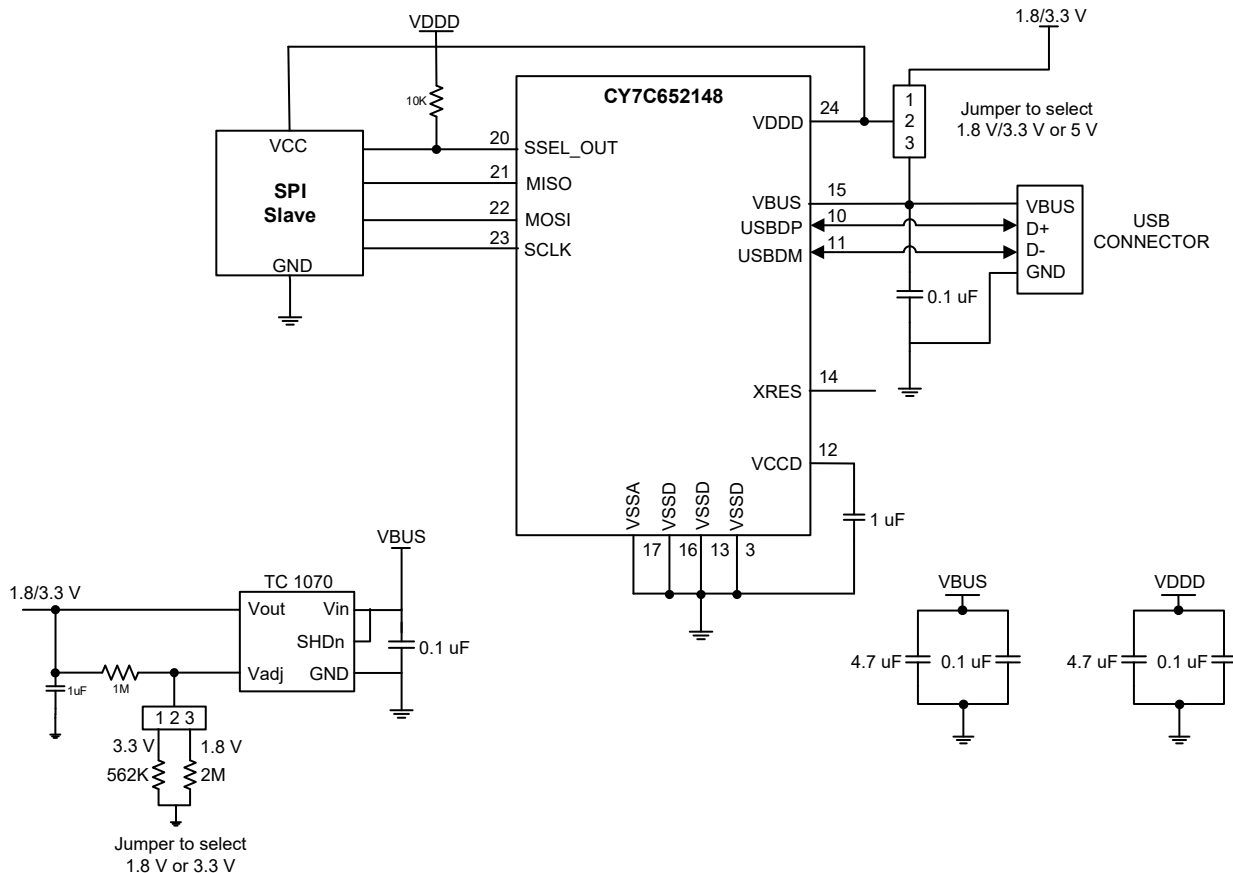 VDDD
1.8/3.3 V
10K
CY7C652148
VDDD
24
1
2
3
Jumper to select
1.8 V/3.3 V or 5 V
VCC
SPI
Slave
GND
20
SSEL_OUT
21
MISO
22
MOSI
23
SCLK
VBUS
15
USBDP
10
USBDM
11
VBUS
D+
D-
GND
USB
CONNECTOR
0.1 uF
XRES
14
VCCD
12
1 uF
VSSA
VSSD
VSSD
VSSD
17
16
13
3
VBUS
1.8/3.3 V
TC 1070
Vout
Vin
SHDn
Vadj
GND
0.1 uF
1uF
1M
1 2 3
3.3 V
1.8 V
562K
2M
Jumper to select
1.8 V or 3.3 V
VBUS
4.7 uF
0.1 uF
VDDD
4.7 uF
0.1 uF